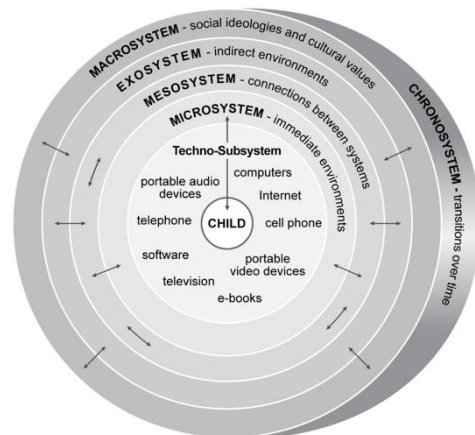 MACROSYSTEM - social ideologies and cultural values
EXOSYSTEM - indirect environments
MESOSYSTEM - connections between systems
MICROSYSTEM - immediate environments
CHRONOSYSTEM - transitions over time
Techno-Subsystem
computers
portable audio
devices
Internet
telephone
CHILD
cell phone
software
portable
video devices
television
e-books